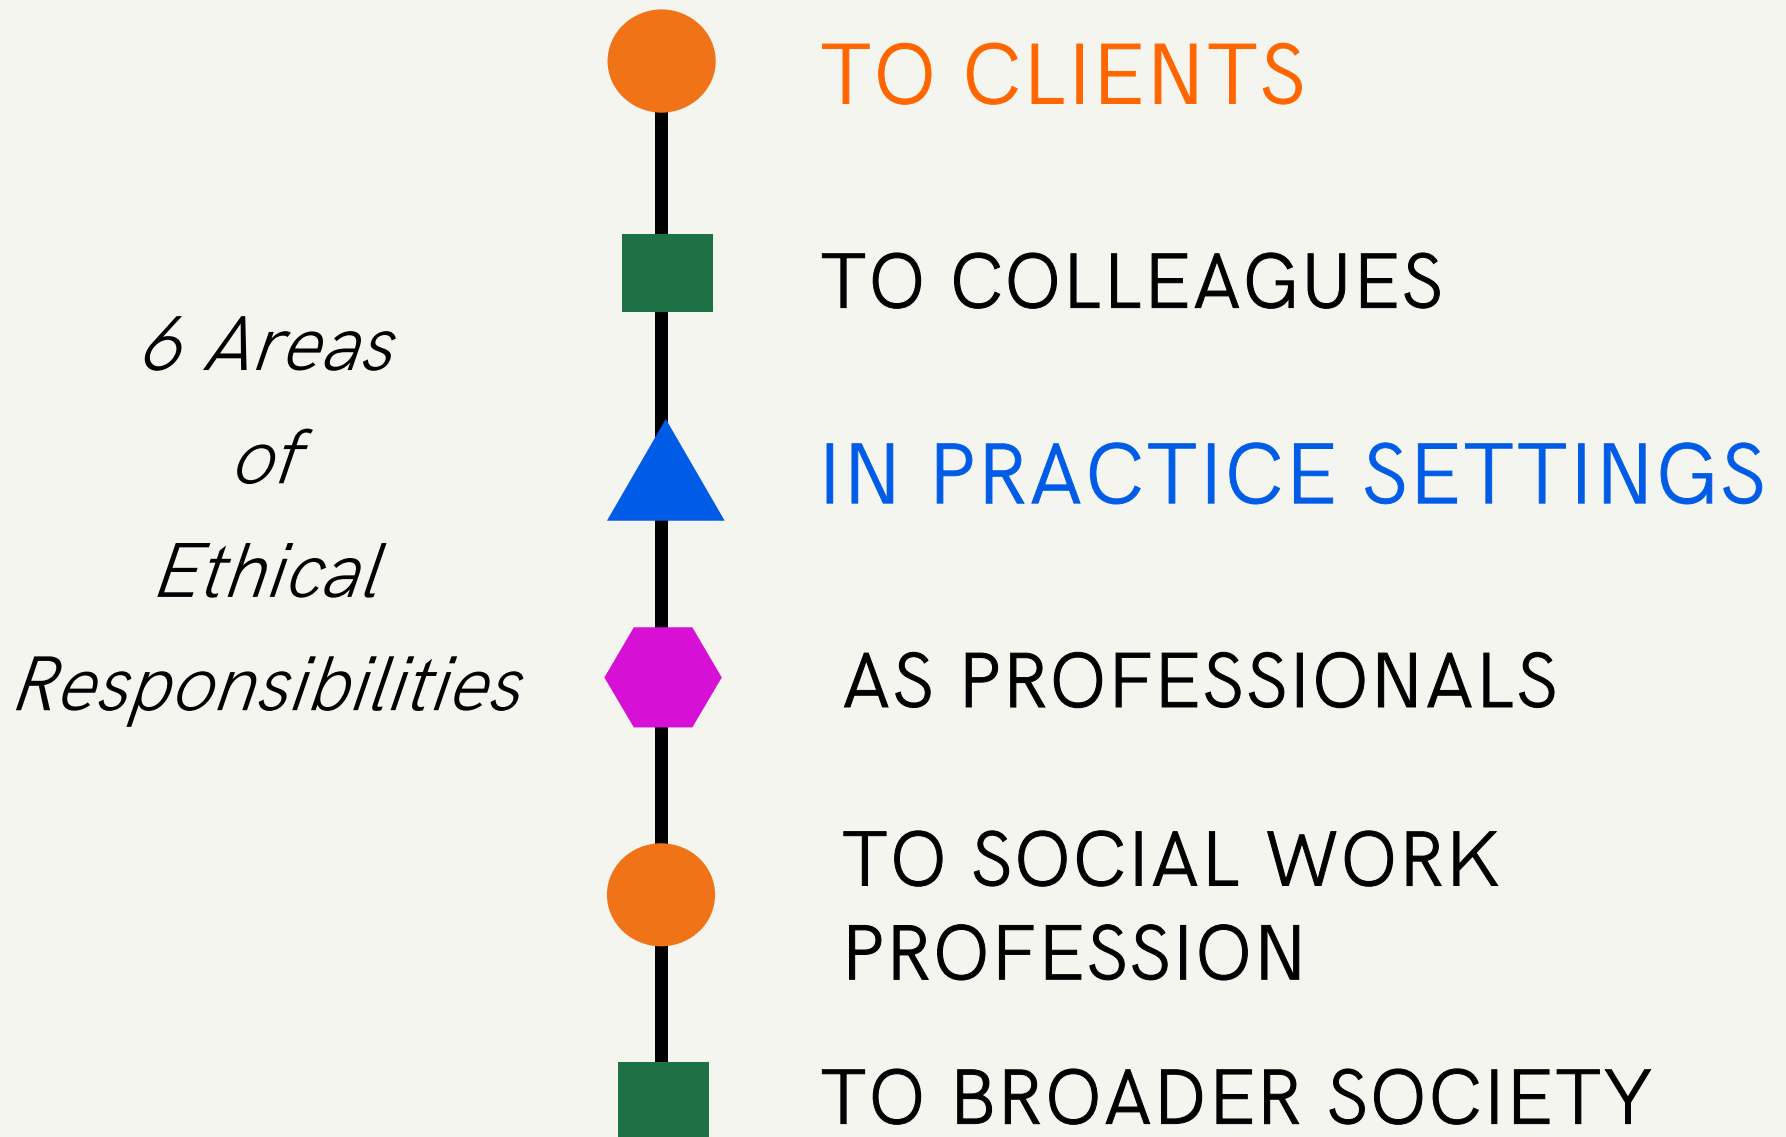 6 Areas
of
Ethical
Responsibilities
TO CLIENTS
TO COLLEAGUES
IN PRACTICE SETTINGS
AS PROFESSIONALS
TO SOCIAL WORK
PROFESSION
TO BROADER SOCIETY